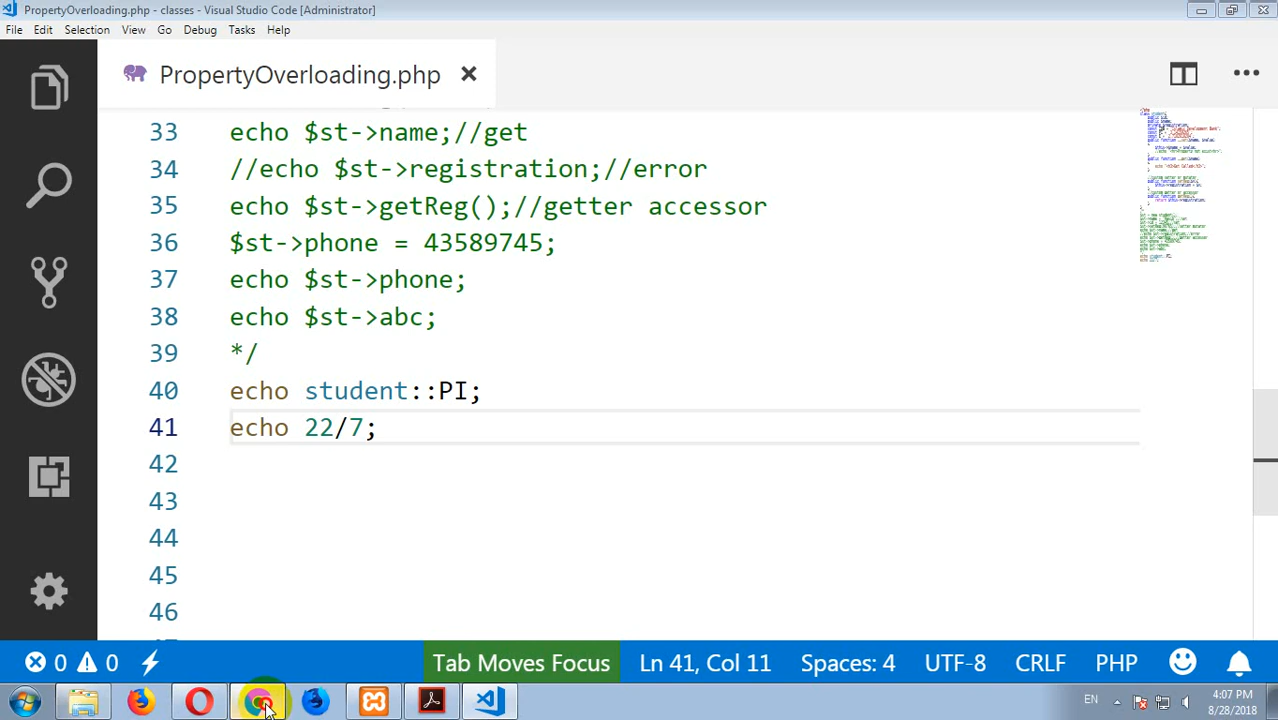 PropertyOverloading.php - classes - Visual Studio Code [Administrator]
File Edit Selection View Go Debug Tasks Help
PropertyOverloading.php
33 echo $st->name;//get
34 //echo $st->registration;//error
35 echo $st->getReg();//getter accessor
36 $st->phone = 43589745;
37 echo $st->phone;
38 echo $st->abc;
39 */
40 echo student::PI;
41 echo 22/7;
42
43
44
45
46
0 0 Tab Moves Focus Ln 41, Col 11 Spaces: 4 UTF-8 CRLF PHP
EN 4:07 PM
8/28/2018